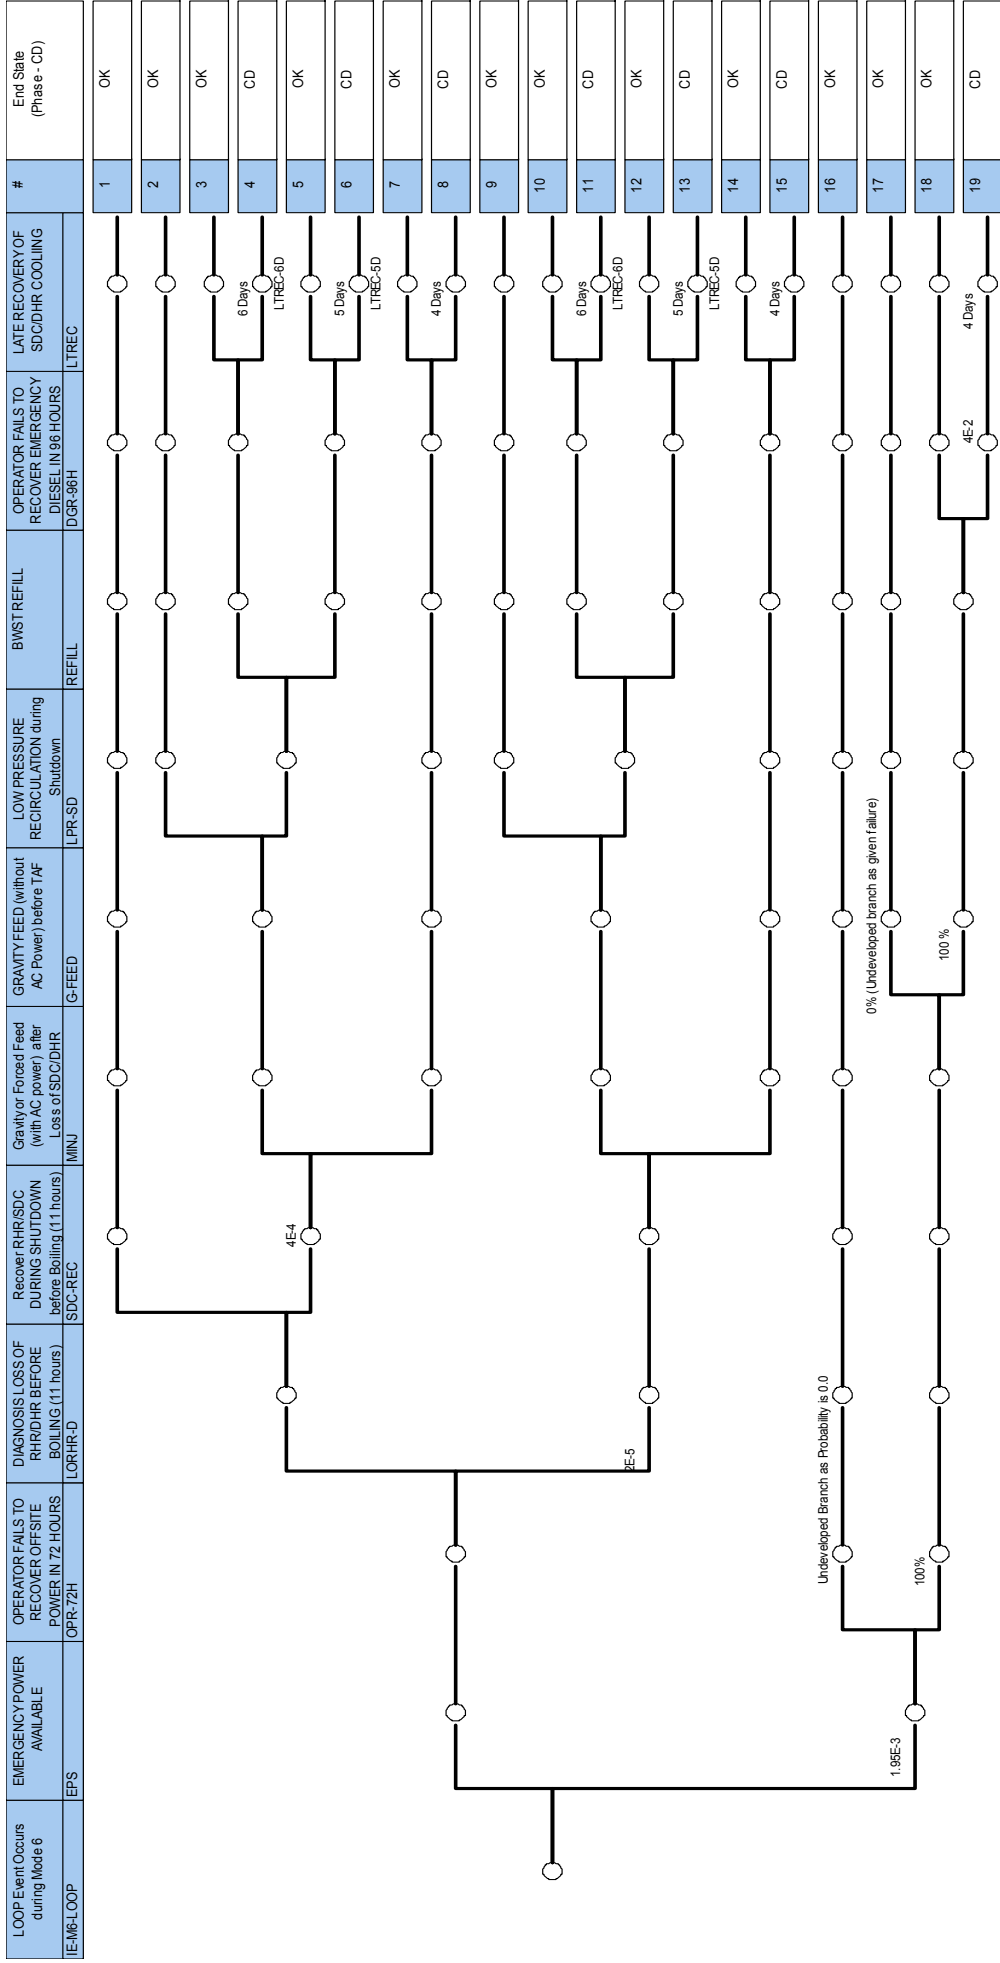 LOOP Event Occurs
during Mode 6
IE-M6-LOOP
EMERGENCY POWER
AVAILABLE
EPS
OPERATOR FAILS TO
RECOVER OFFSITE
POWER IN 72 HOURS
OPR-72H
DIAGNOSIS LOSS OF
RHR/DHR BEFORE
BOILING (11 hours)
LORHR-D
Recover RHR/SDC
DURING SHUTDOWN
before Boiling (11 hours)
SDC-REC
Gravity or Forced Feed
(with AC power) after
Loss of SDC/DHR
MINJ
GRAVITY FEED (without
AC Power) before TAF
G-FEED
LOW PRESSURE
RECIRCULATION during
Shutdown
LPR-SD
BWST REFILL
REFILL
OPERATOR FAILS TO
RECOVER EMERGENCY
DIESEL IN 96 HOURS
DGR-96H
LATE RECOVERY OF
SDC/DHR COOLIING
LTREC
#
End State
(Phase - CD)
1
OK
2
OK
3
OK
6 Days
LTREC-6D
4
CD
5
OK
5 Days
LTREC-5D
6
CD
4E-4
7
OK
4 Days
8
CD
9
OK
10
OK
6 Days
LTREC-6D
11
CD
12
OK
2E-5
5 Days
LTREC-5D
13
CD
14
OK
4 Days
15
CD
Undeveloped Branch as Probability is 0.0
16
0% (Undeveloped branch as given failure)
17
OK
1.95E-3
100%
100 %
18
OK
4E-2
4 Days
19
CD